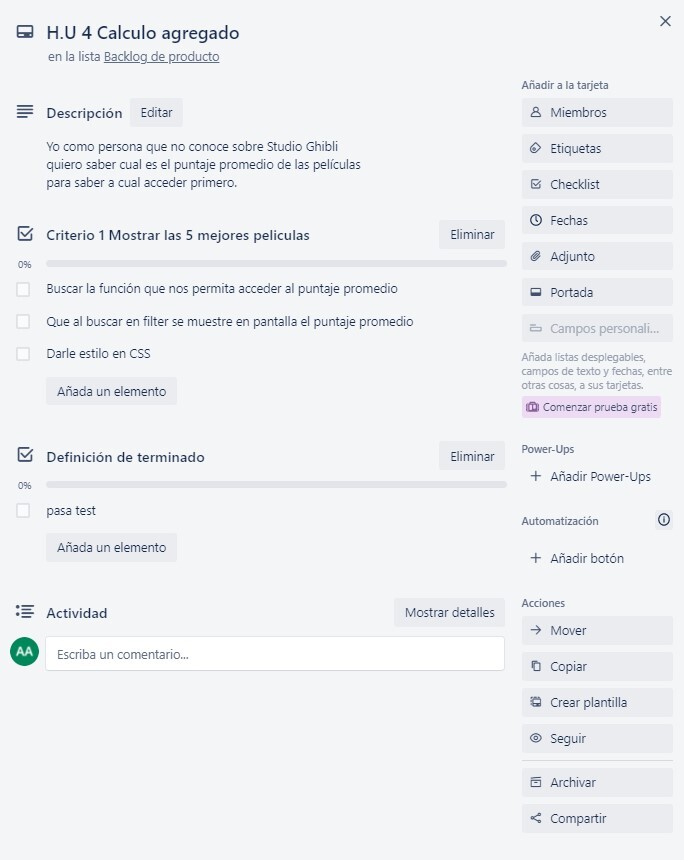 H.U 4 Calculo agregado
en la lista Backlog de producto
Descripción
Editar
Yo como persona que no conoce sobre Studio Ghibli
quiero saber cual es el puntaje promedio de las películas
para saber a cual acceder primero.
Criterio 1 Mostrar las 5 mejores peliculas
Eliminar
0%
Buscar la función que nos permita acceder al puntaje promedio
Que al buscar en filter se muestre en pantalla el puntaje promedio
Darle estilo en CSS
Añada un elemento
Definición de terminado
Eliminar
0%
pasa test
Añada un elemento
Actividad
Mostrar detalles
AA
Escriba un comentario...
Añadir a la tarjeta
Miembros
Etiquetas
Checklist
Fechas
Adjunto
Portada
Campos personali...
Añada listas desplegables,
campos de texto y fechas, entre
otras cosas, a sus tarjetas.
Comenzar prueba gratis
Power-Ups
+ Añadir Power-Ups
Automatización
+ Añadir botón
Acciones
Mover
Copiar
Crear plantilla
Seguir
Archivar
Compartir